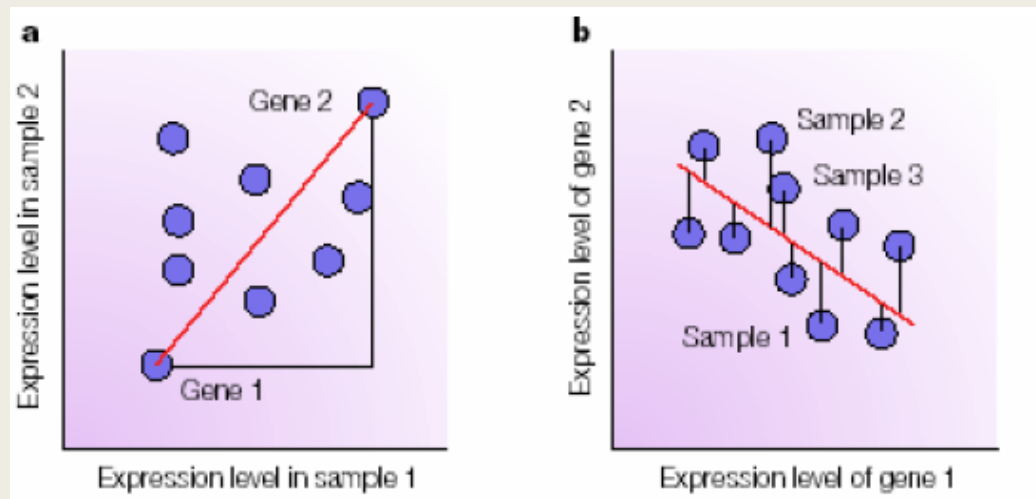 a
Expression level in sample 2
Gene 2
Gene 1
Expression level in sample 1
b
Expression level of gene 2
Sample 2
Sample 3
Sample 1
Expression level of gene 1